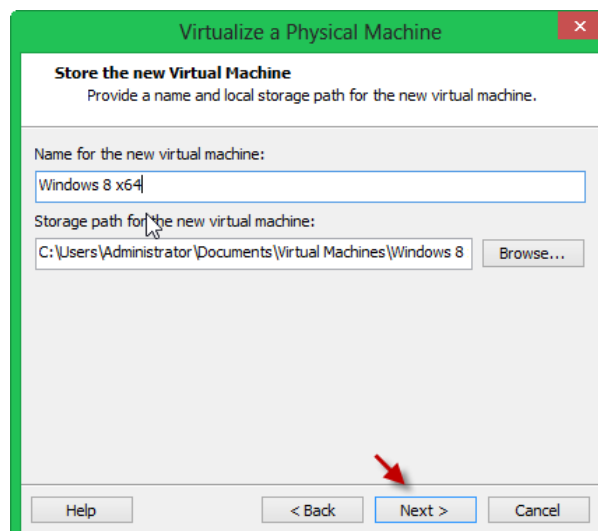 Virtualize a Physical Machine
Store the new Virtual Machine
Provide a name and local storage path for the new virtual machine.
Name for the new virtual machine:
Windows 8 x64
Storage path for the new virtual machine:
C:\Users\Administrator\Documents\Virtual Machines\Windows 8
Browse...
Help
< Back
Next >
Cancel